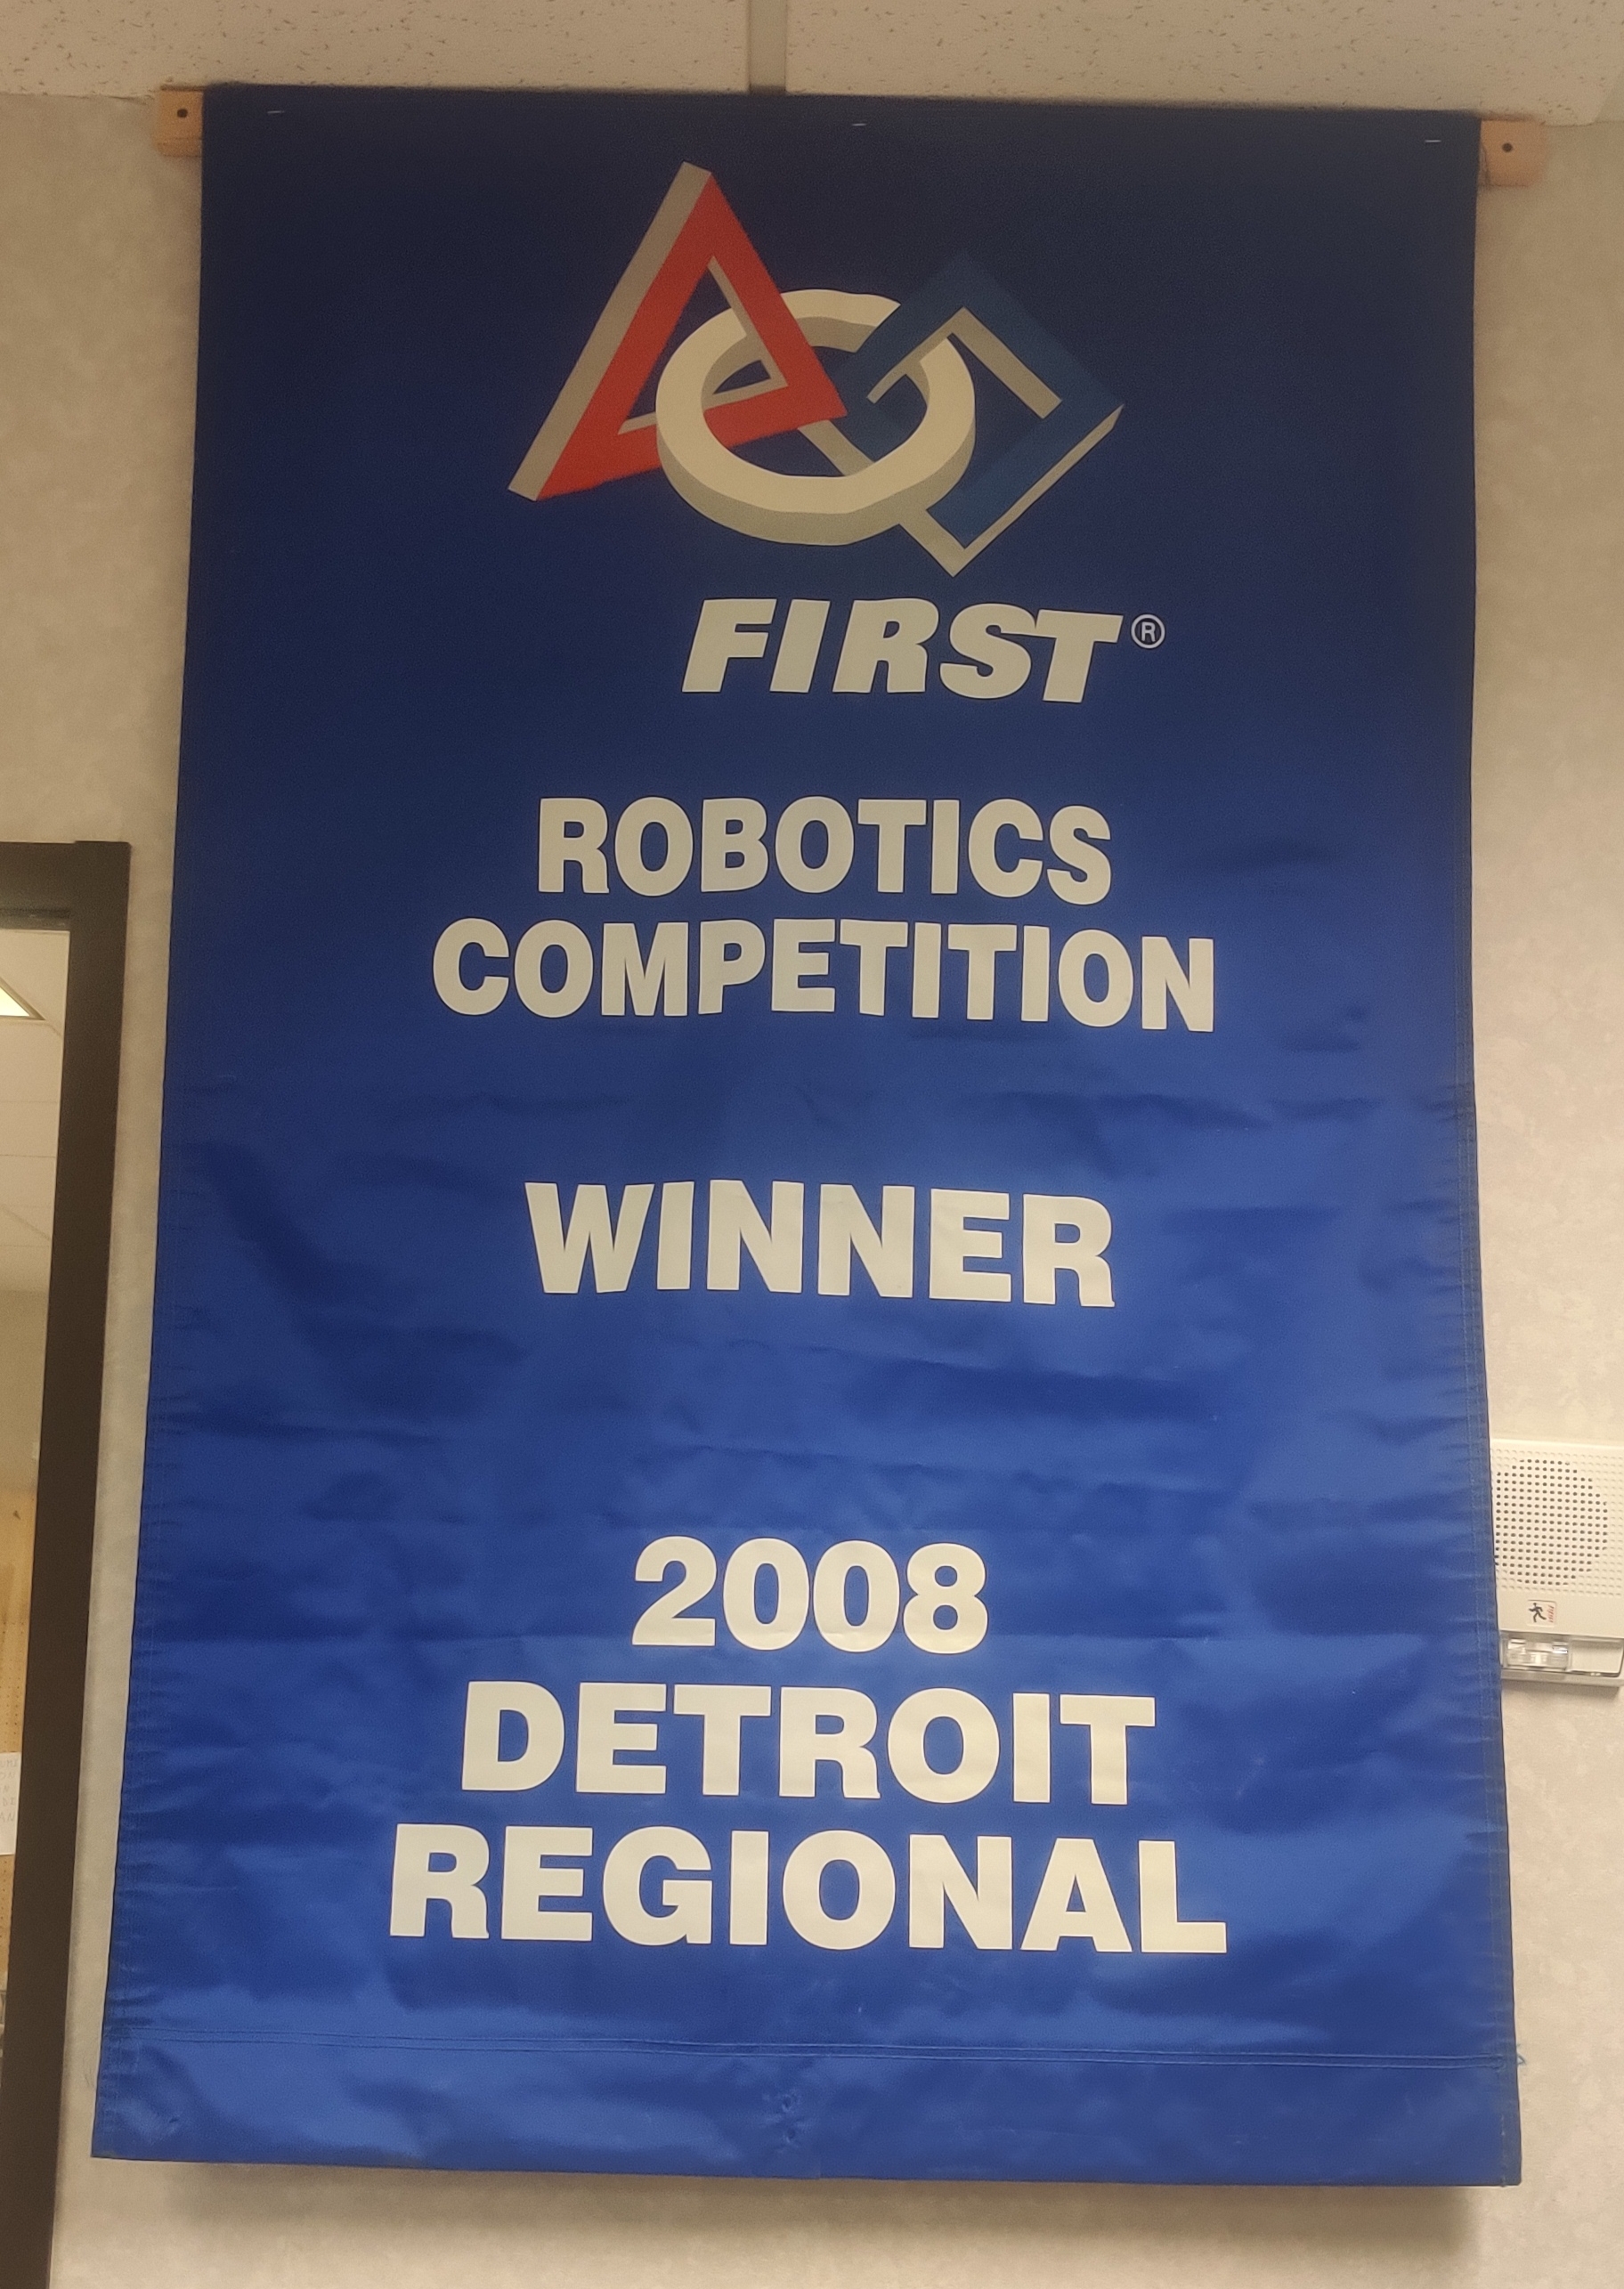 FIRST®
ROBOTICS
COMPETITION
WINNER
2008
DETROIT
REGIONAL